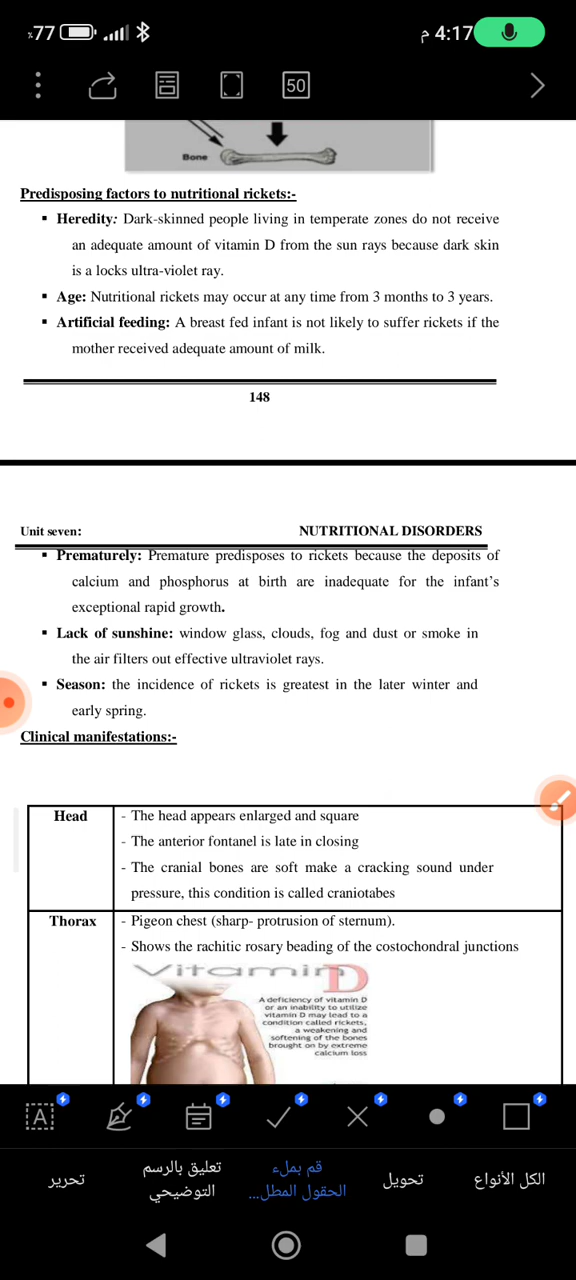 %77
4:17 م
50
Bone
Predisposing factors to nutritional rickets:-
▪ Heredity: Dark-skinned people living in temperate zones do not receive
an adequate amount of vitamin D from the sun rays because dark skin
is a locks ultra-violet ray.
▪ Age: Nutritional rickets may occur at any time from 3 months to 3 years.
▪ Artificial feeding: A breast fed infant is not likely to suffer rickets if the
mother received adequate amount of milk.
148
Unit seven: NUTRITIONAL DISORDERS
▪ Prematurely: Premature predisposes to rickets because the deposits of
calcium and phosphorus at birth are inadequate for the infant's
exceptional rapid growth.
▪ Lack of sunshine: window glass, clouds, fog and dust or smoke in
the air filters out effective ultraviolet rays.
▪ Season: the incidence of rickets is greatest in the later winter and
early spring.
Clinical manifestations:-
Head
- The head appears enlarged and square
- The anterior fontanel is late in closing
- The cranial bones are soft make a cracking sound under
pressure, this condition is called craniotabes
Thorax
- Pigeon chest (sharp- protrusion of sternum).
- Shows the rachitic rosary beading of the costochondral junctions
Vitamin D
A deficiency of vitamin D
or an inability to utilize
vitamin D may lead to a
condition called rickets,
a weakening and
softening of the bones
brought on by extreme
calcium loss
A
الكل الأنواع
تحويل
قم بملء
الحقول المطل...
تعليق بالرسم
التوضيحي
تحرير